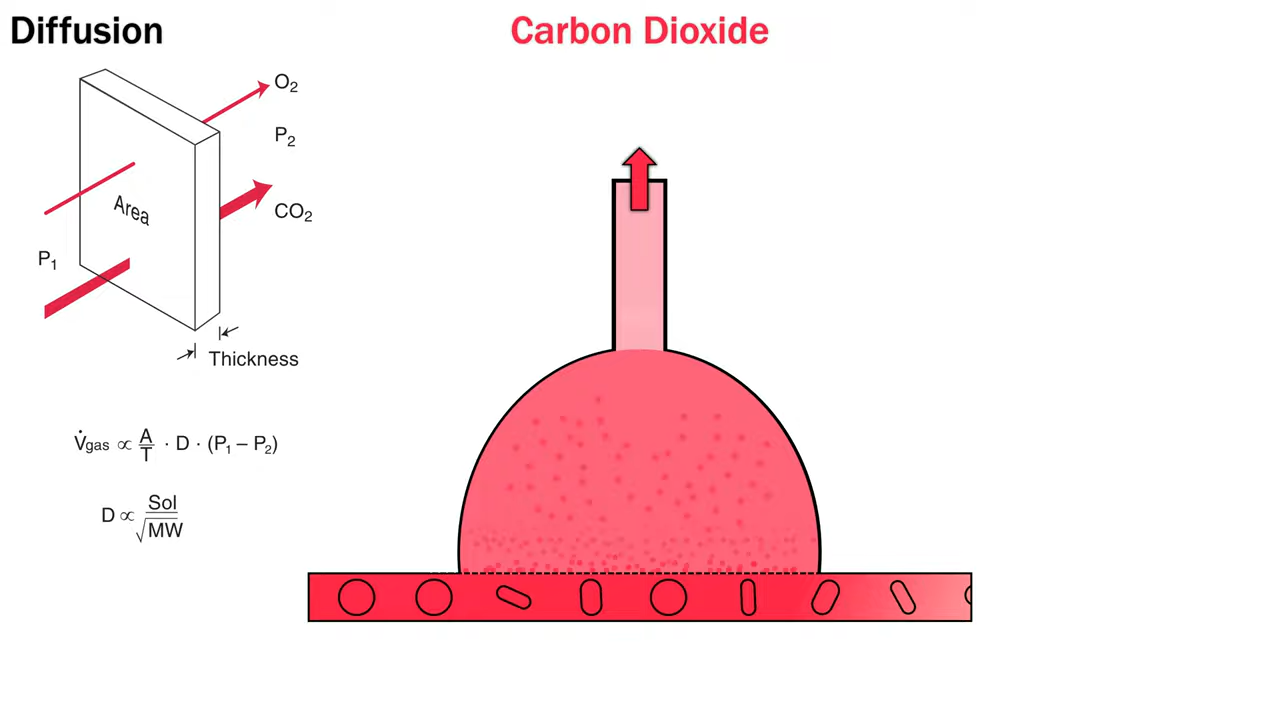 Diffusion
Carbon Dioxide
O₂
P₂
Area
CO₂
P₁
Thickness
V̇gas ∝ A/T · D · (P₁ – P₂)
D ∝ Sol/√MW